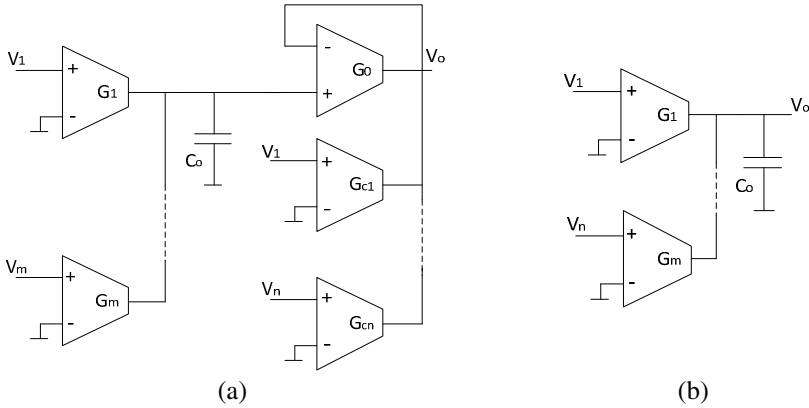 V1
+
-
G1
Co
Vm
+
-
Gm
-
+
G0
Vo
V1
+
-
Gc1
Vn
+
-
Gcn
(a)
V1
+
-
G1
Vo
Co
Vn
+
-
Gm
(b)